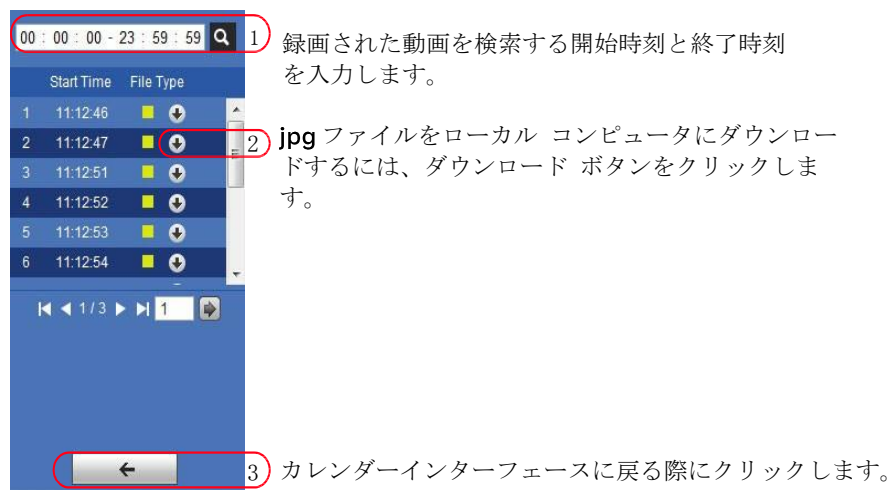 00 : 00 : 00 - 23 : 59 : 59
1
録画された動画を検索する開始時刻と終了時刻
を入力します。
Start Time File Type
1 11:12:46
2 11:12:47
3 11:12:51
4 11:12:52
5 11:12:53
6 11:12:54
2
jpg ファイルをローカル コンピュータにダウンロー
ドするには、ダウンロード ボタンをクリックしま
す。
1 / 3
1
3
カレンダーインターフェースに戻る際にクリックします。